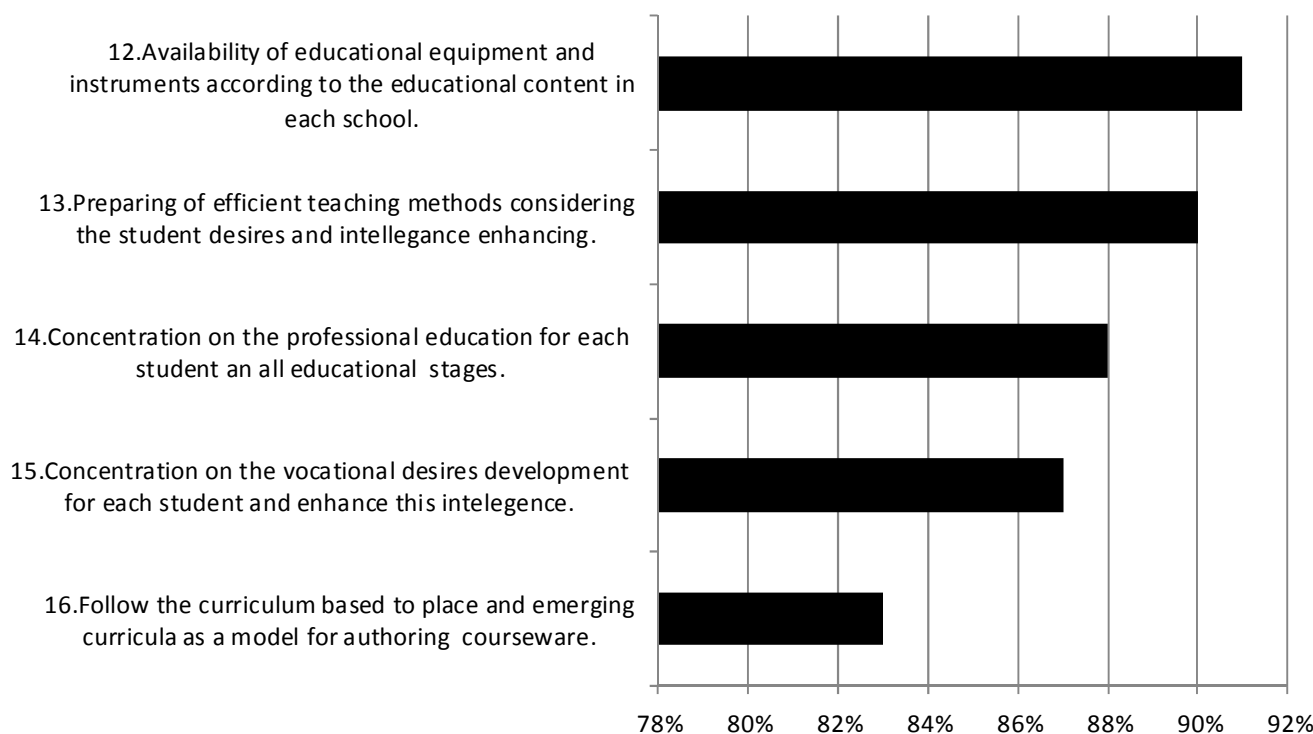 12.Availability of educational equipment and
instruments according to the educational content in
each school.
13.Preparing of efficient teaching methods considering
the student desires and intellegance enhancing.
14.Concentration on the professional education for each
student an all educational stages.
15.Concentration on the vocational desires development
for each student and enhance this intelegence.
16.Follow the curriculum based to place and emerging
curricula as a model for authoring courseware.
78% 80% 82% 84% 86% 88% 90% 92%